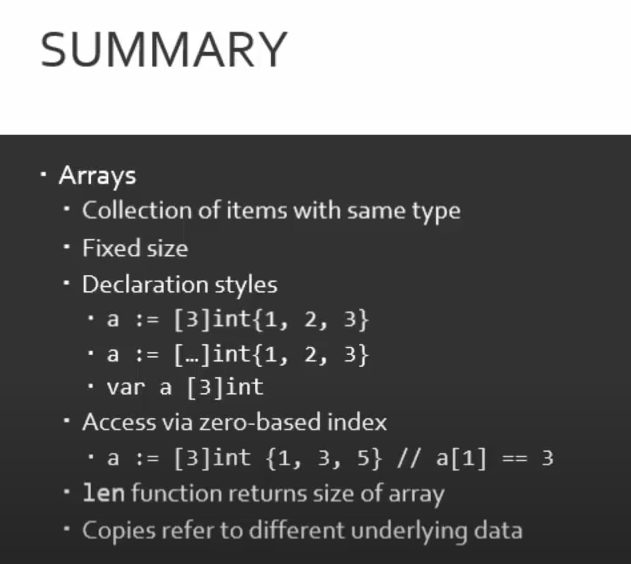 SUMMARY
▪ Arrays
▪ Collection of items with same type
▪ Fixed size
▪ Declaration styles
▪ a := [3]int{1, 2, 3}
▪ a := […]int{1, 2, 3}
▪ var a [3]int
▪ Access via zero-based index
▪ a := [3]int {1, 3, 5} // a[1] == 3
▪ len function returns size of array
▪ Copies refer to different underlying data